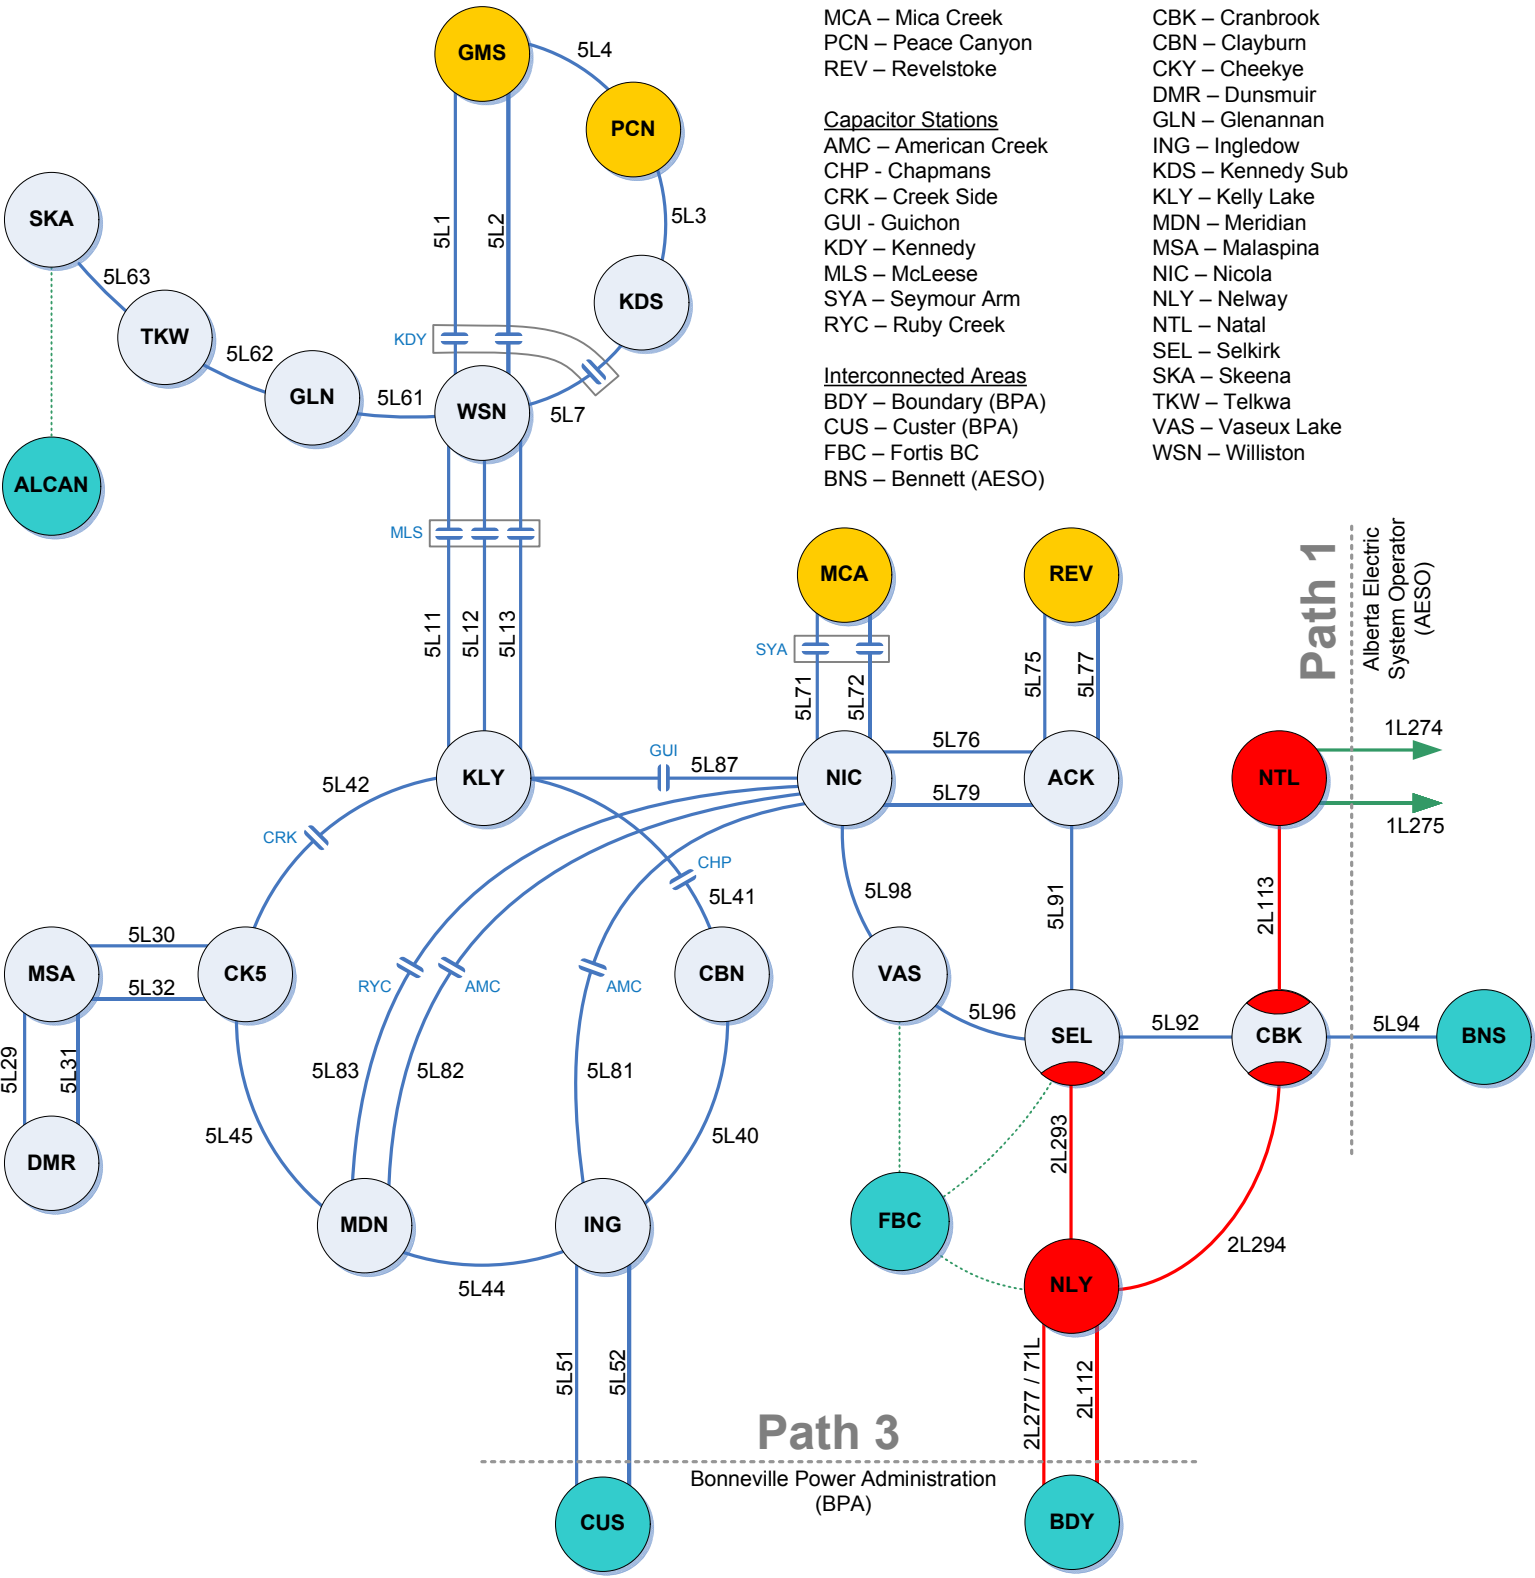 MCA – Mica Creek
PCN – Peace Canyon
REV – Revelstoke
Capacitor Stations
AMC – American Creek
CHP - Chapmans
CRK – Creek Side
GUI - Guichon
KDY – Kennedy
MLS – McLeese
SYA – Seymour Arm
RYC – Ruby Creek
Interconnected Areas
BDY – Boundary (BPA)
CUS – Custer (BPA)
FBC – Fortis BC
BNS – Bennett (AESO)
CBK – Cranbrook
CBN – Clayburn
CKY – Cheekye
DMR – Dunsmuir
GLN – Glenannan
ING – Ingledow
KDS – Kennedy Sub
KLY – Kelly Lake
MDN – Meridian
MSA – Malaspina
NIC – Nicola
NLY – Nelway
NTL – Natal
SEL – Selkirk
SKA – Skeena
TKW – Telkwa
VAS – Vaseux Lake
WSN – Williston
GMS
5L4
PCN
5L1
5L2
5L3
SKA
5L63
TKW
5L62
GLN
5L61
KDY
KDS
WSN
5L7
ALCAN
MLS
5L11
5L12
5L13
MCA
REV
SYA
5L71
5L72
5L75
5L77
Path 1
Alberta Electric
System Operator
(AESO)
1L274
NTL
1L275
KLY
GUI
5L87
NIC
5L76
5L79
ACK
5L42
CRK
CHP
5L41
5L98
5L91
2L113
MSA
5L30
5L32
CK5
RYC
AMC
AMC
CBN
VAS
5L96
SEL
5L92
CBK
5L94
BNS
5L29
5L31
DMR
5L45
5L83
5L82
5L81
5L40
2L293
MDN
ING
5L44
FBC
NLY
2L294
5L51
5L52
2L277 / 71L
2L112
Path 3
Bonneville Power Administration
(BPA)
CUS
BDY